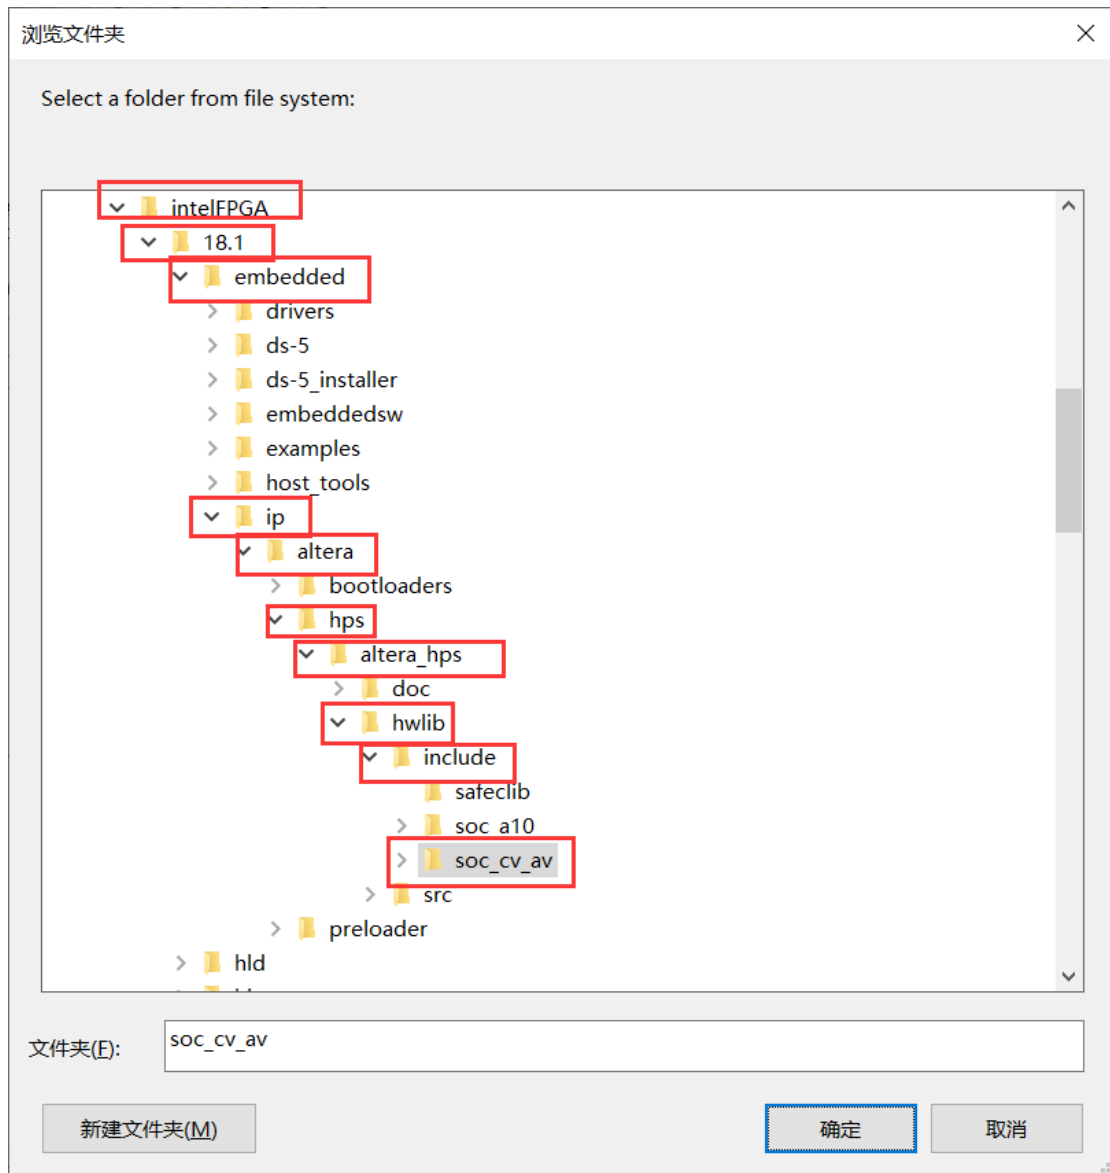 浏览文件夹
Select a folder from file system:
intelFPGA
18.1
embedded
drivers
ds-5
ds-5_installer
embeddedsw
examples
host_tools
ip
altera
bootloaders
hps
altera_hps
doc
hwlib
include
safeclib
soc_a10
soc_cv_av
src
preloader
hld
文件夹(F):
soc_cv_av
新建文件夹(M)
确定
取消